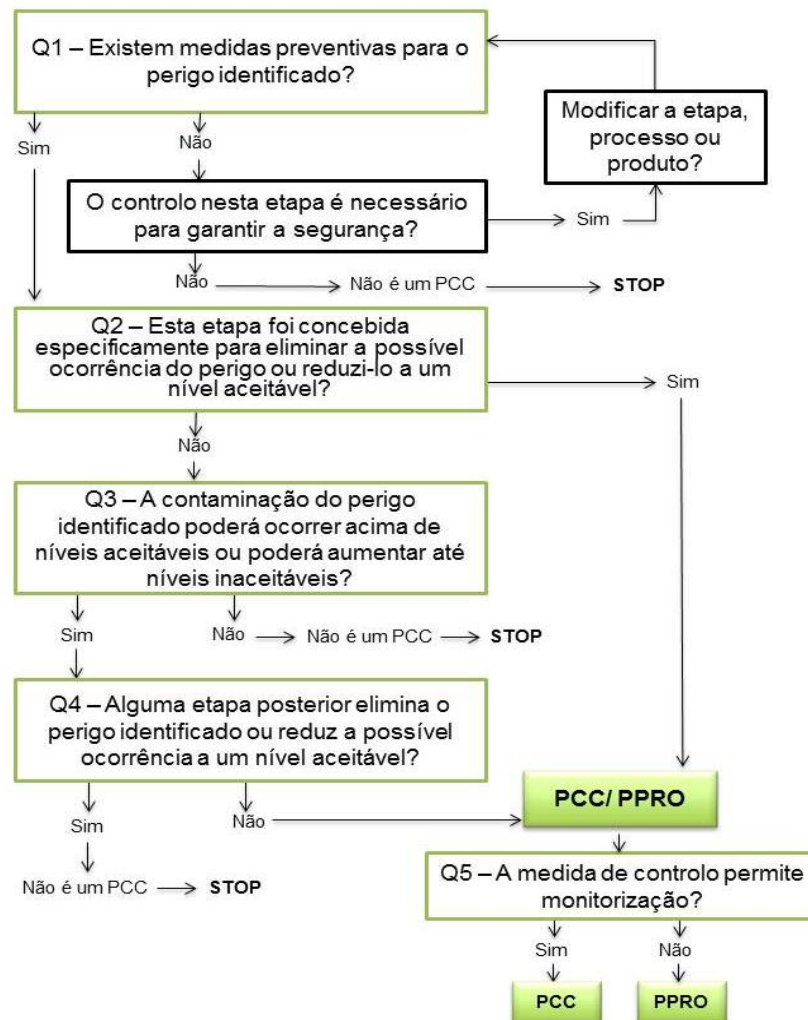 Q1 – Existem medidas preventivas para o
perigo identificado?
Modificar a etapa,
processo ou
produto?
Sim
Não
O controlo nesta etapa é necessário
para garantir a segurança?
Sim
Não
Não é um PCC
STOP
Q2 – Esta etapa foi concebida
especificamente para eliminar a possível
ocorrência do perigo ou reduzi-lo a um
nível aceitável?
Sim
Não
Q3 – A contaminação do perigo
identificado poderá ocorrer acima de
níveis aceitáveis ou poderá aumentar até
níveis inaceitáveis?
Sim
Não
Não é um PCC
STOP
Q4 – Alguma etapa posterior elimina o
perigo identificado ou reduz a possível
ocorrência a um nível aceitável?
Sim
Não
PCC/ PPRO
Não é um PCC
STOP
Q5 – A medida de controlo permite
monitorização?
Sim
Não
PCC
PPRO